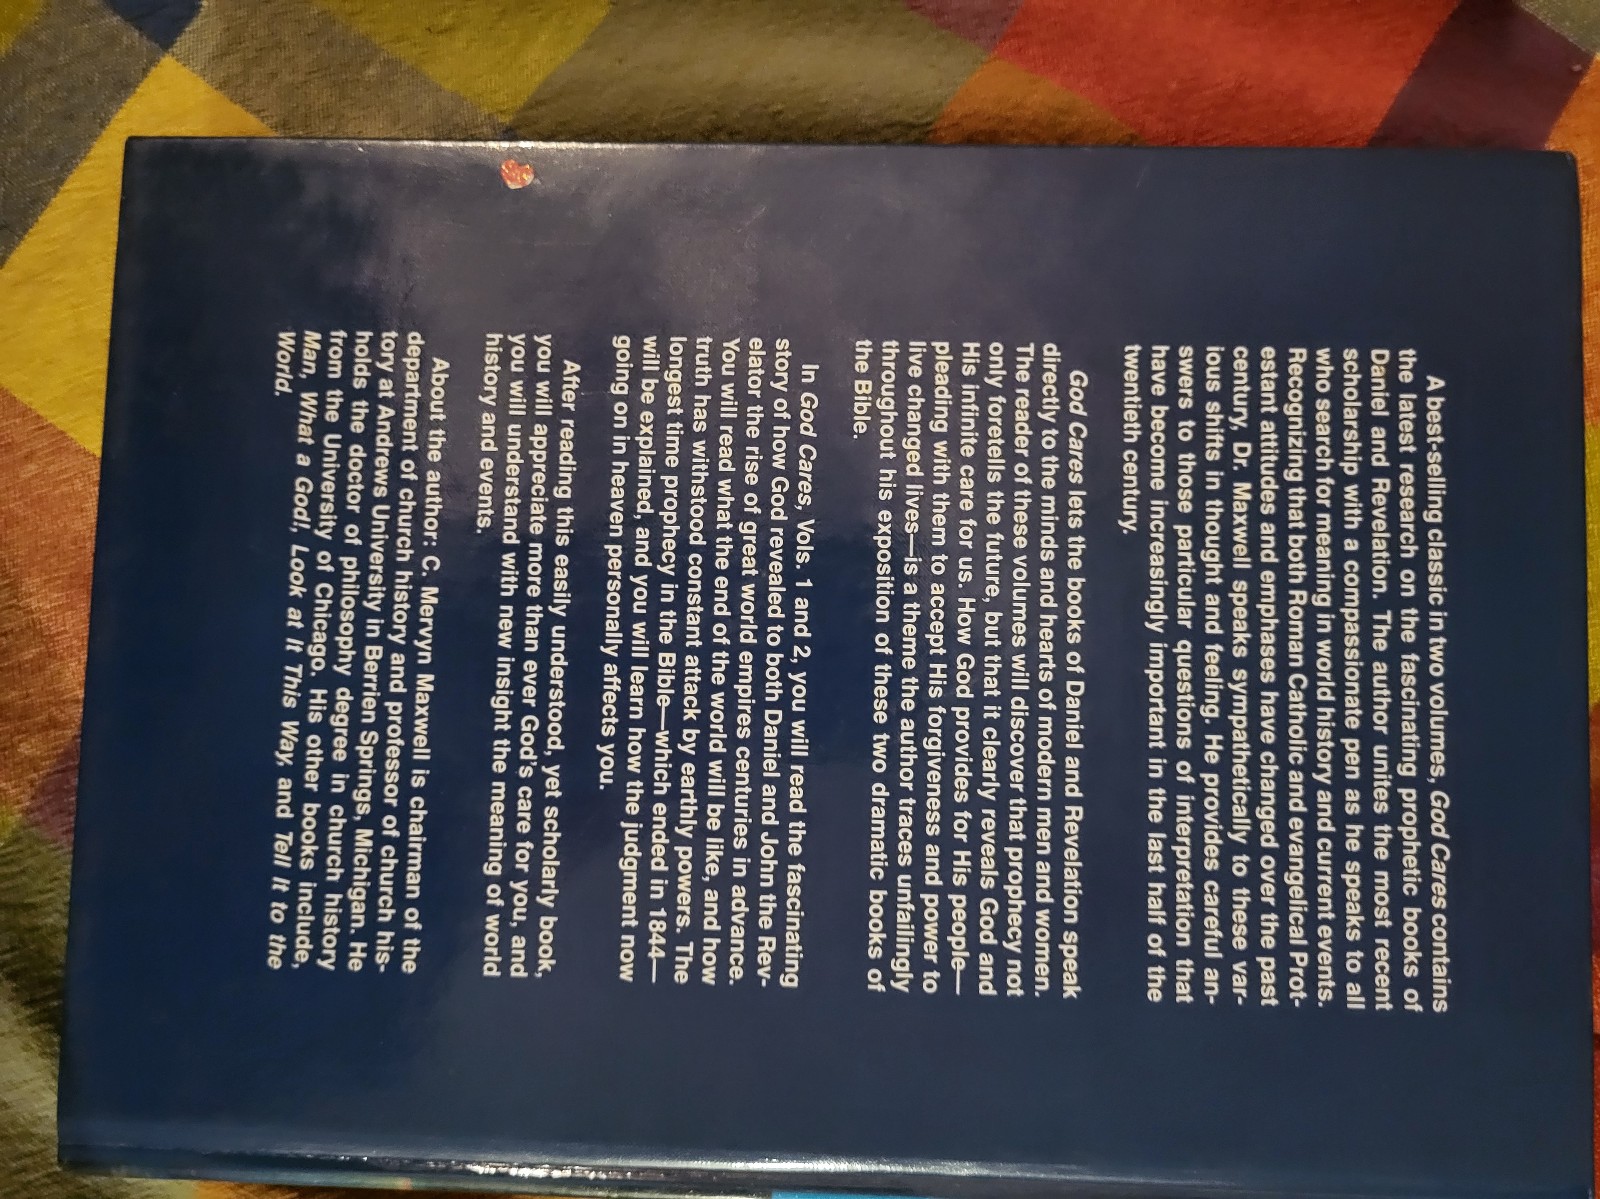 A best-selling classic in two volumes, God Cares contains
the latest research on the fascinating prophetic books of
Daniel and Revelation. The author unites the most recent
scholarship with a compassionate pen as he speaks to all
who search for meaning in world history and current events.
Recognizing that both Roman Catholic and evangelical Prot-
estant attitudes and emphases have changed over the past
century, Dr. Maxwell speaks sympathetically to these var-
ious shifts in thought and feeling. He provides careful an-
swers to those particular questions of interpretation that
have become increasingly important in the last half of the
twentieth century.
God Cares lets the books of Daniel and Revelation speak
directly to the minds and hearts of modern men and women.
The reader of these volumes will discover that prophecy not
only foretells the future, but that it clearly reveals God and
His infinite care for us. How God provides for His people—
pleading with them to accept His forgiveness and power to
live changed lives—is a theme the author traces unfailingly
throughout his exposition of these two dramatic books of
the Bible.
In God Cares, Vols. 1 and 2, you will read the fascinating
story of how God revealed to both Daniel and John the Rev-
elator the rise of great world empires centuries in advance.
You will read what the end of the world will be like, and how
truth has withstood constant attack by earthly powers. The
longest time prophecy in the Bible—which ended in 1844—
will be explained, and you will learn how the judgment now
going on in heaven personally affects you.
After reading this easily understood, yet scholarly book,
you will appreciate more than ever God's care for you, and
you will understand with new insight the meaning of world
history and events.
About the author: C. Mervyn Maxwell is chairman of the
department of church history and professor of church his-
tory at Andrews University in Berrien Springs, Michigan. He
holds the doctor of philosophy degree in church history
from the University of Chicago. His other books include,
Man, What a God!, Look at It This Way, and Tell It to the
World.